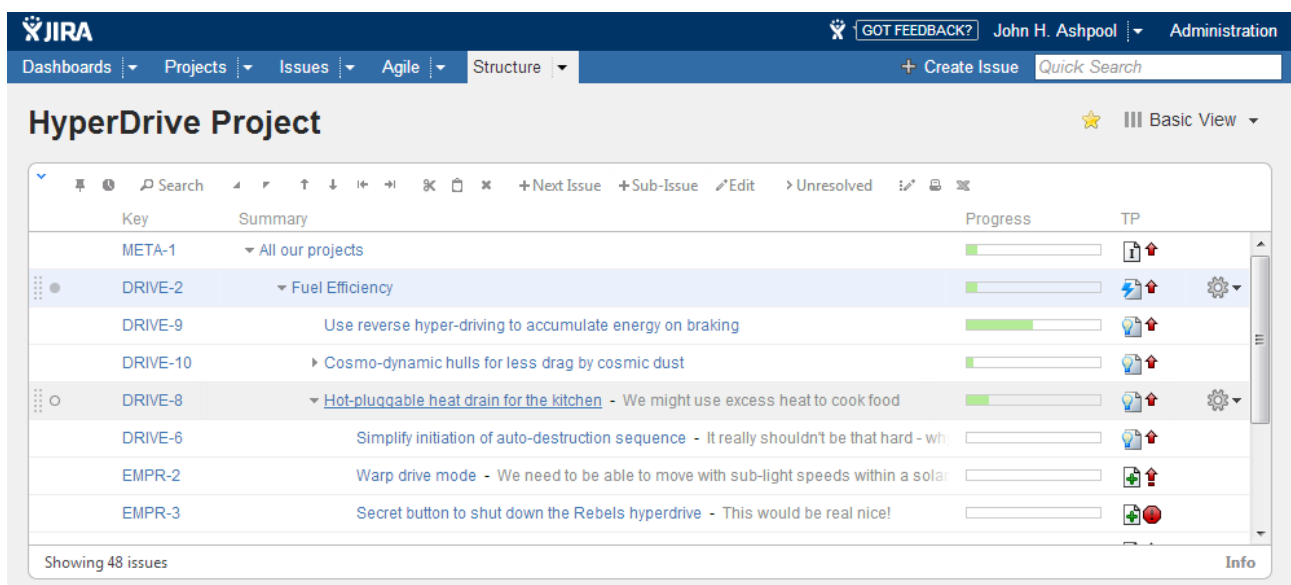 JIRA GOT FEEDBACK? John H. Ashpool Administration
Dashboards Projects Issues Agile Structure + Create Issue Quick Search
HyperDrive Project Basic View
Search +Next Issue +Sub-Issue Edit >Unresolved
Key Summary Progress TP
META-1 All our projects
DRIVE-2 Fuel Efficiency
DRIVE-9 Use reverse hyper-driving to accumulate energy on braking
DRIVE-10 Cosmo-dynamic hulls for less drag by cosmic dust
DRIVE-8 Hot-pluggable heat drain for the kitchen - We might use excess heat to cook food
DRIVE-6 Simplify initiation of auto-destruction sequence - It really shouldn't be that hard - wh
EMPR-2 Warp drive mode - We need to be able to move with sub-light speeds within a sola
EMPR-3 Secret button to shut down the Rebels hyperdrive - This would be real nice!
Showing 48 issues Info